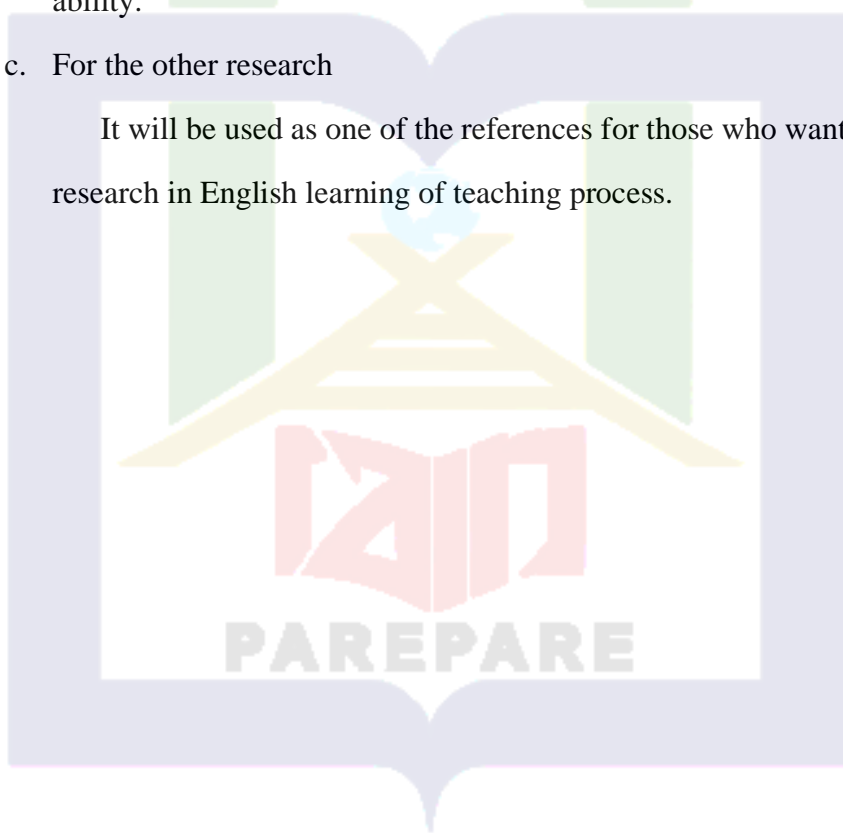 ability.
c. For the other research
It will be used as one of the references for those who want
research in English learning of teaching process.
iain
PAREPARE